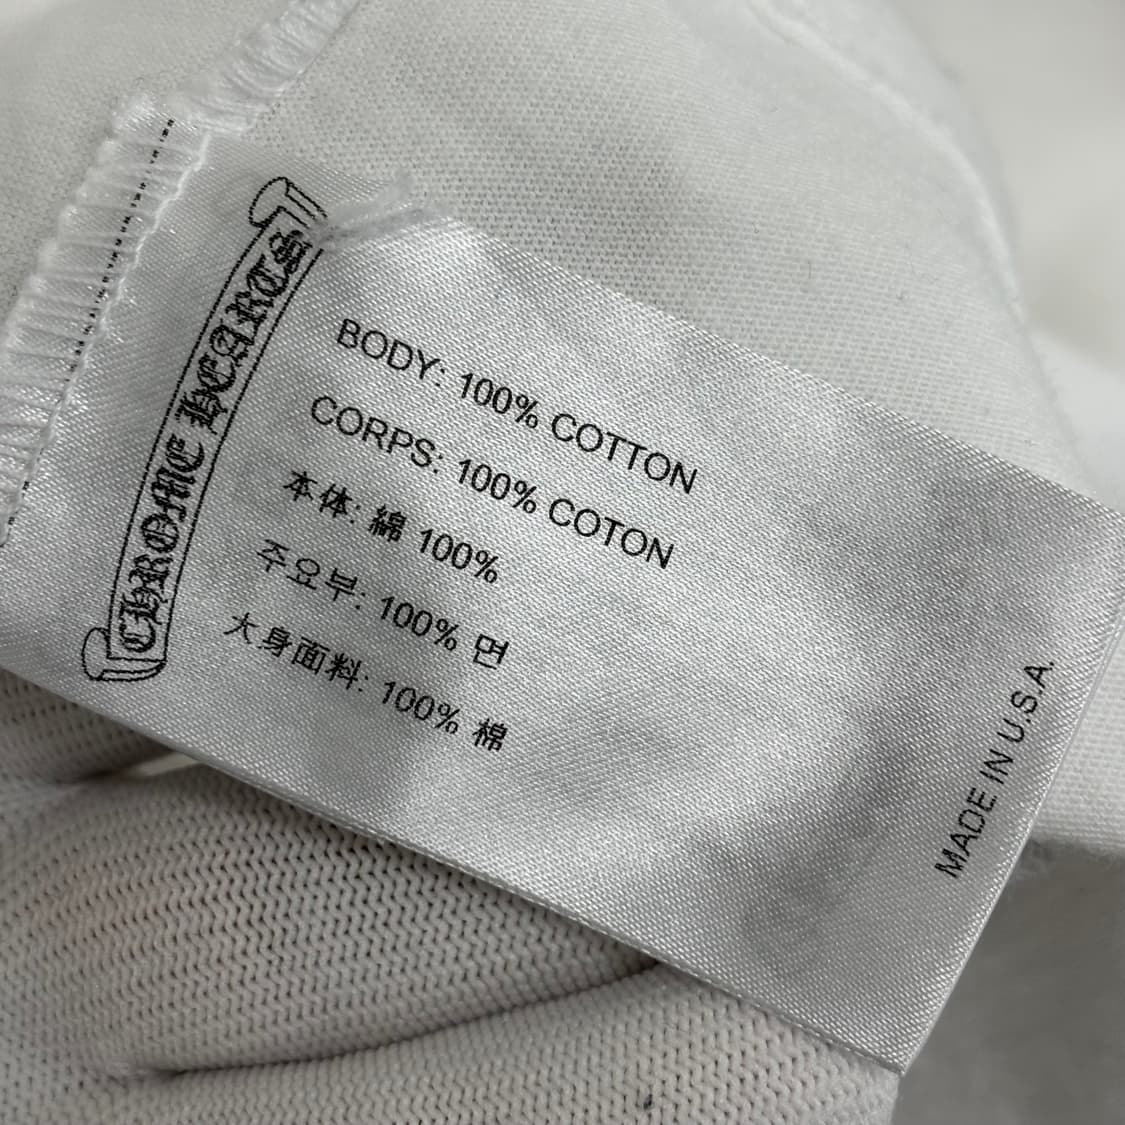 CHROME HEARTS
BODY: 100% COTTON
CORPS: 100% COTON
本体: 綿 100%
주요부: 100% 면
大身面料: 100% 棉
MADE IN U.S.A.